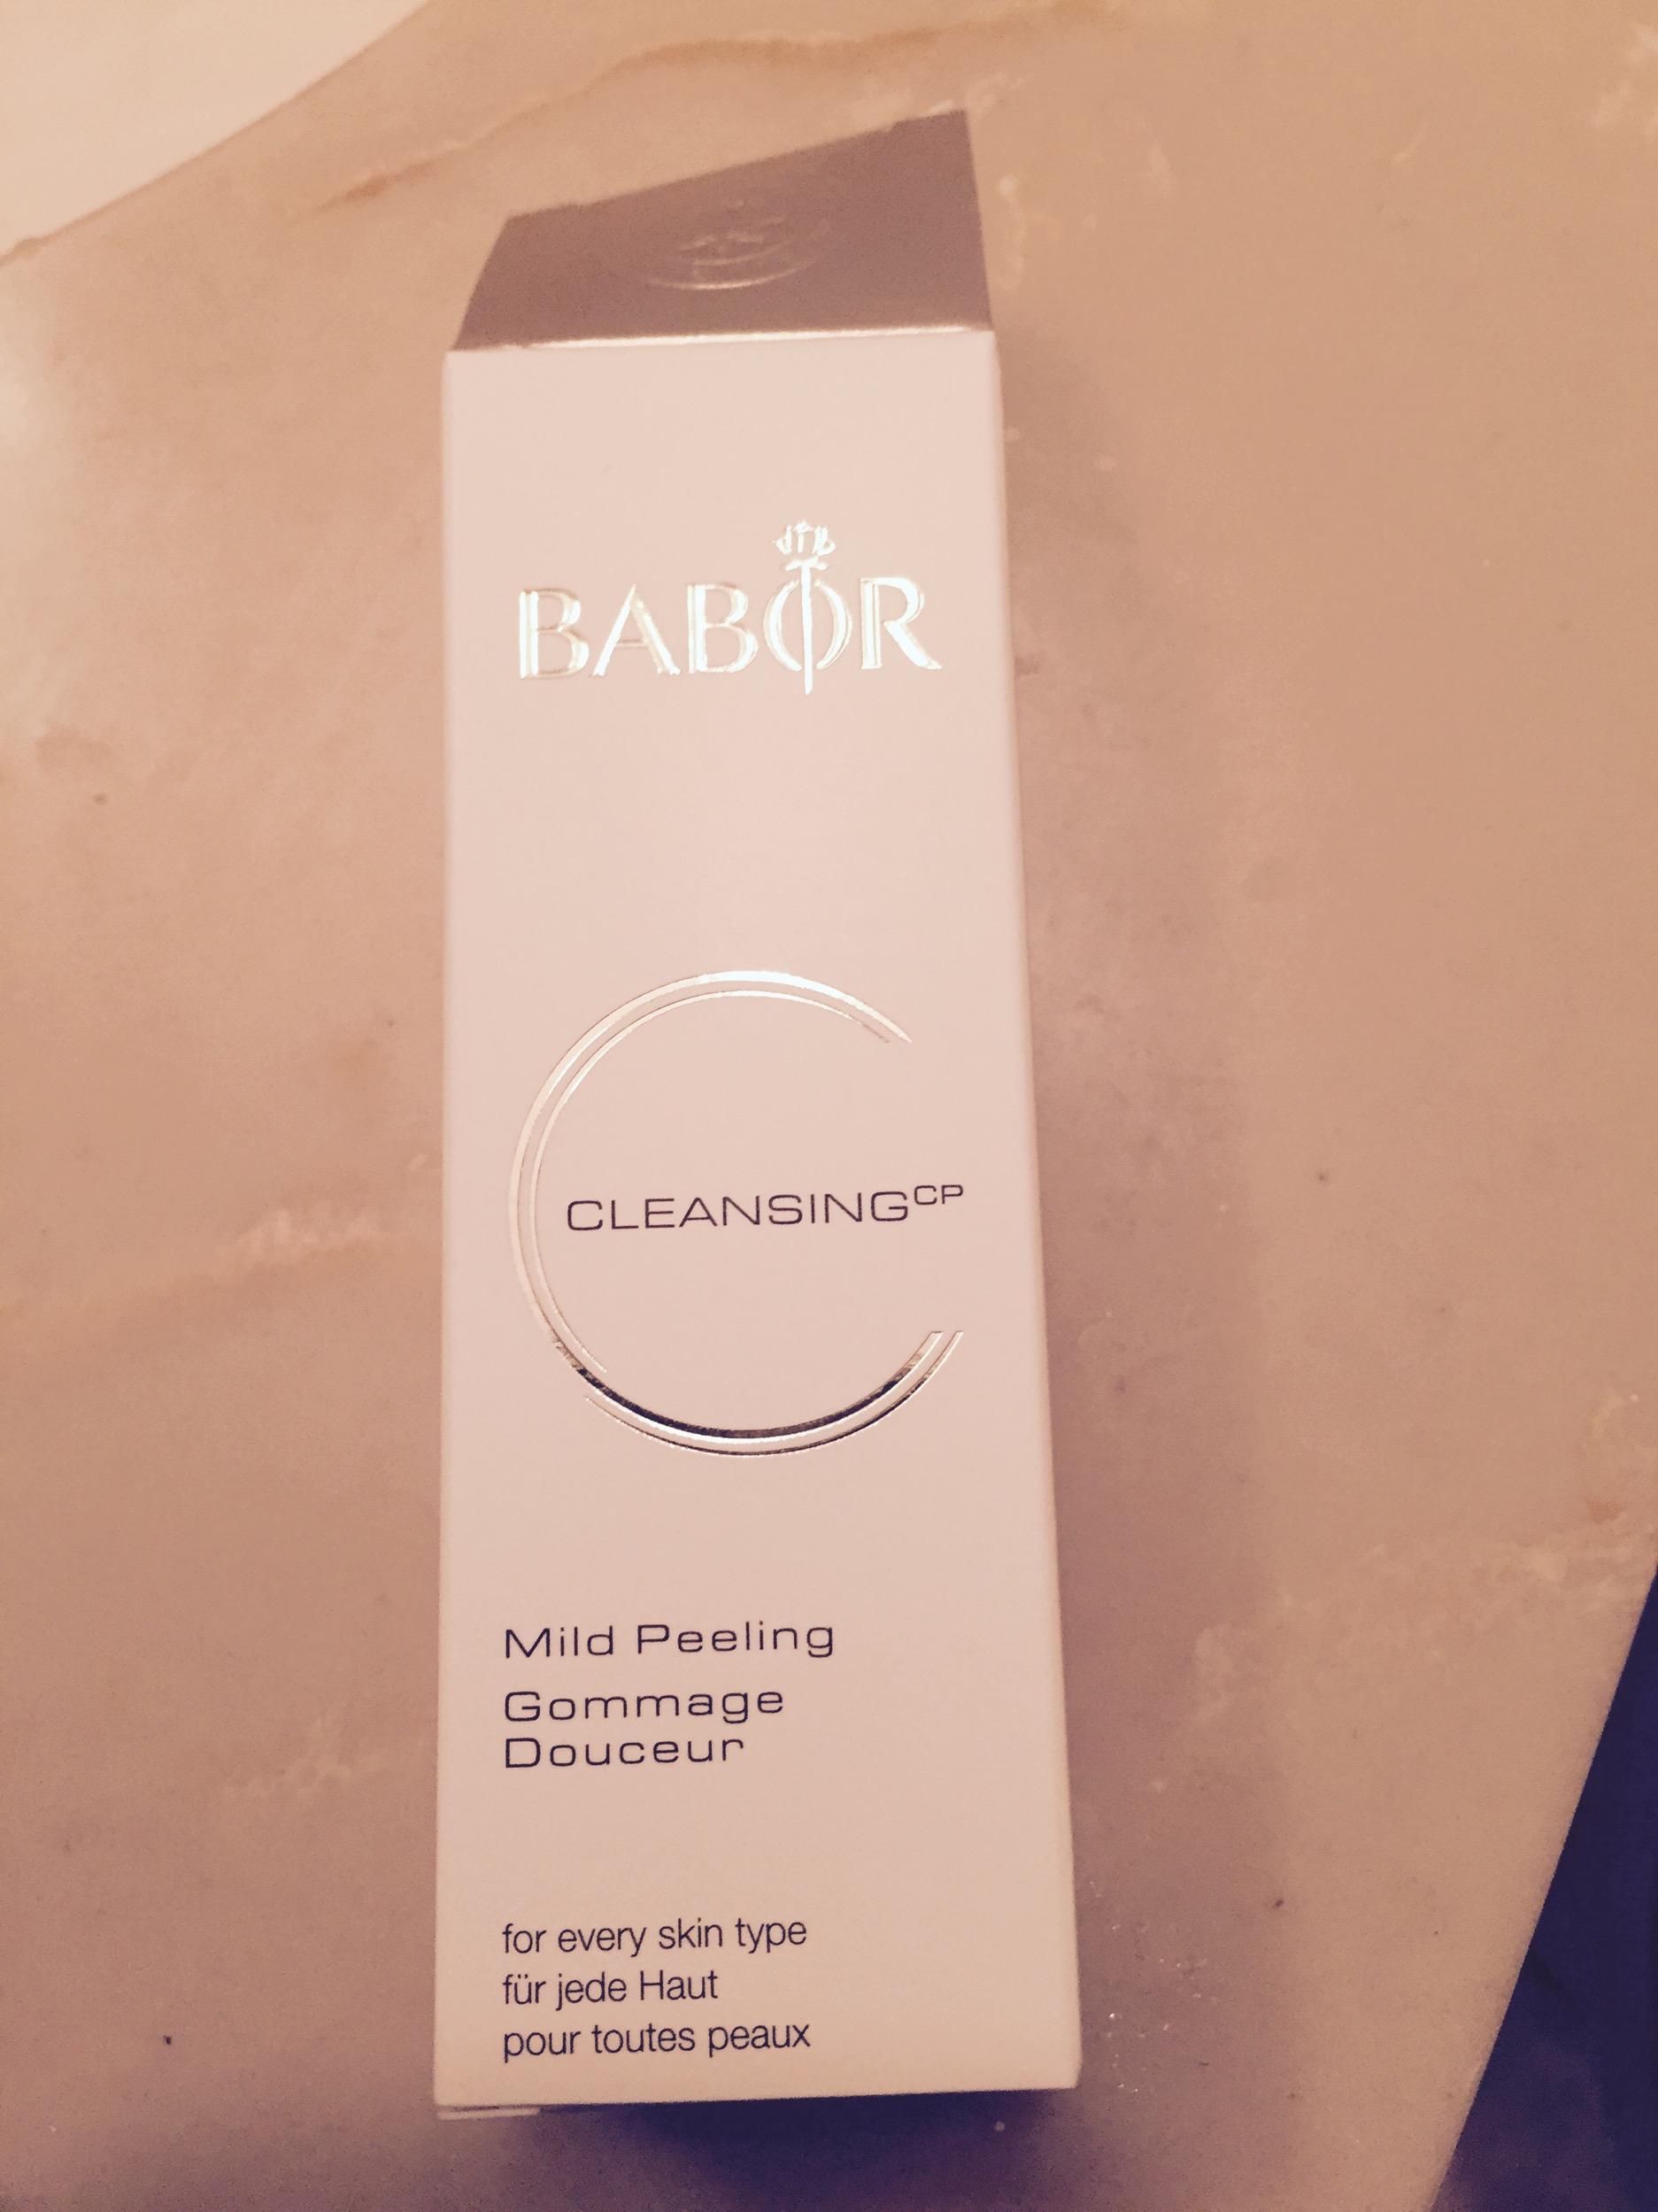 BABOR
CLEANSINGCP
Mild Peeling
Gommage
Douceur
for every skin type
für jede Haut
pour toutes peaux